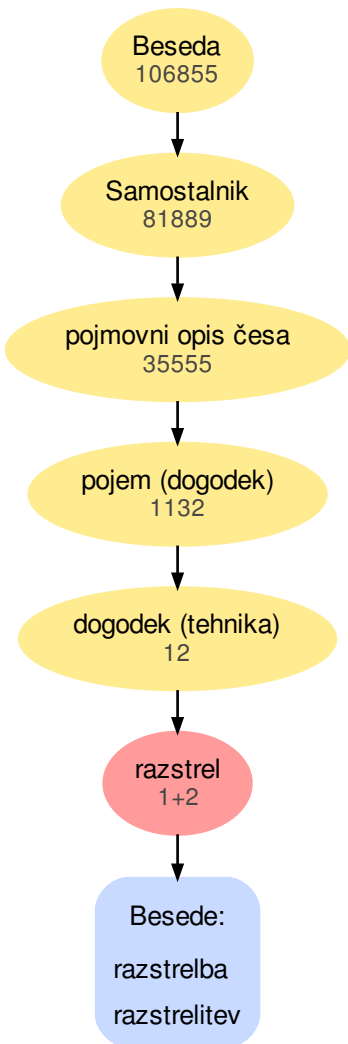 Beseda
106855
Samostalnik
81889
pojmovni opis česa
35555
pojem (dogodek)
1132
dogodek (tehnika)
12
razstrel
1+2
Besede:
razstrelba
razstrelitev